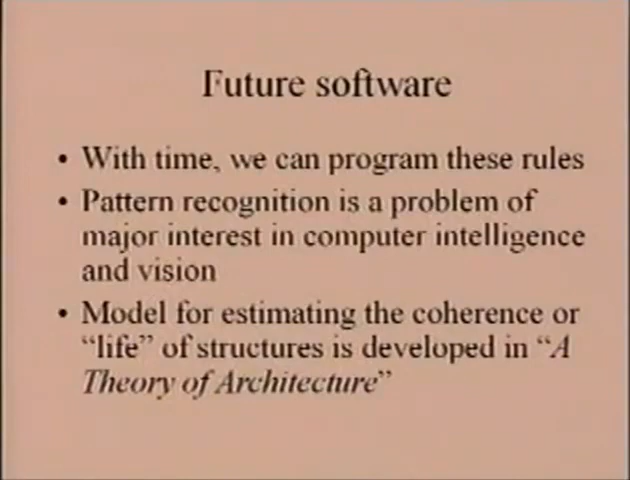 Future software
• With time, we can program these rules
• Pattern recognition is a problem of
major interest in computer intelligence
and vision
• Model for estimating the coherence or
“life” of structures is developed in “A
Theory of Architecture”